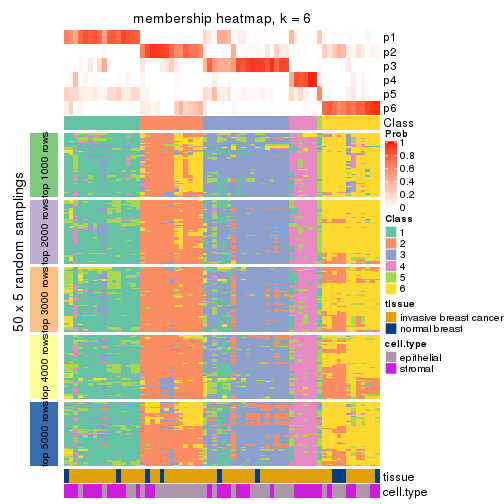 membership heatmap, k = 6
p1
p2
p3
p4
p5
p6
Class
50 x 5 random samplings
top 1000 rows
top 2000 rows
top 3000 rows
top 4000 rows
top 5000 rows
Prob
1
0.8
0.6
0.4
0.2
0
Class
1
2
3
4
5
6
tissue
invasive breast cancer
normal breast
cell.type
epithelial
stromal
tissue
cell.type